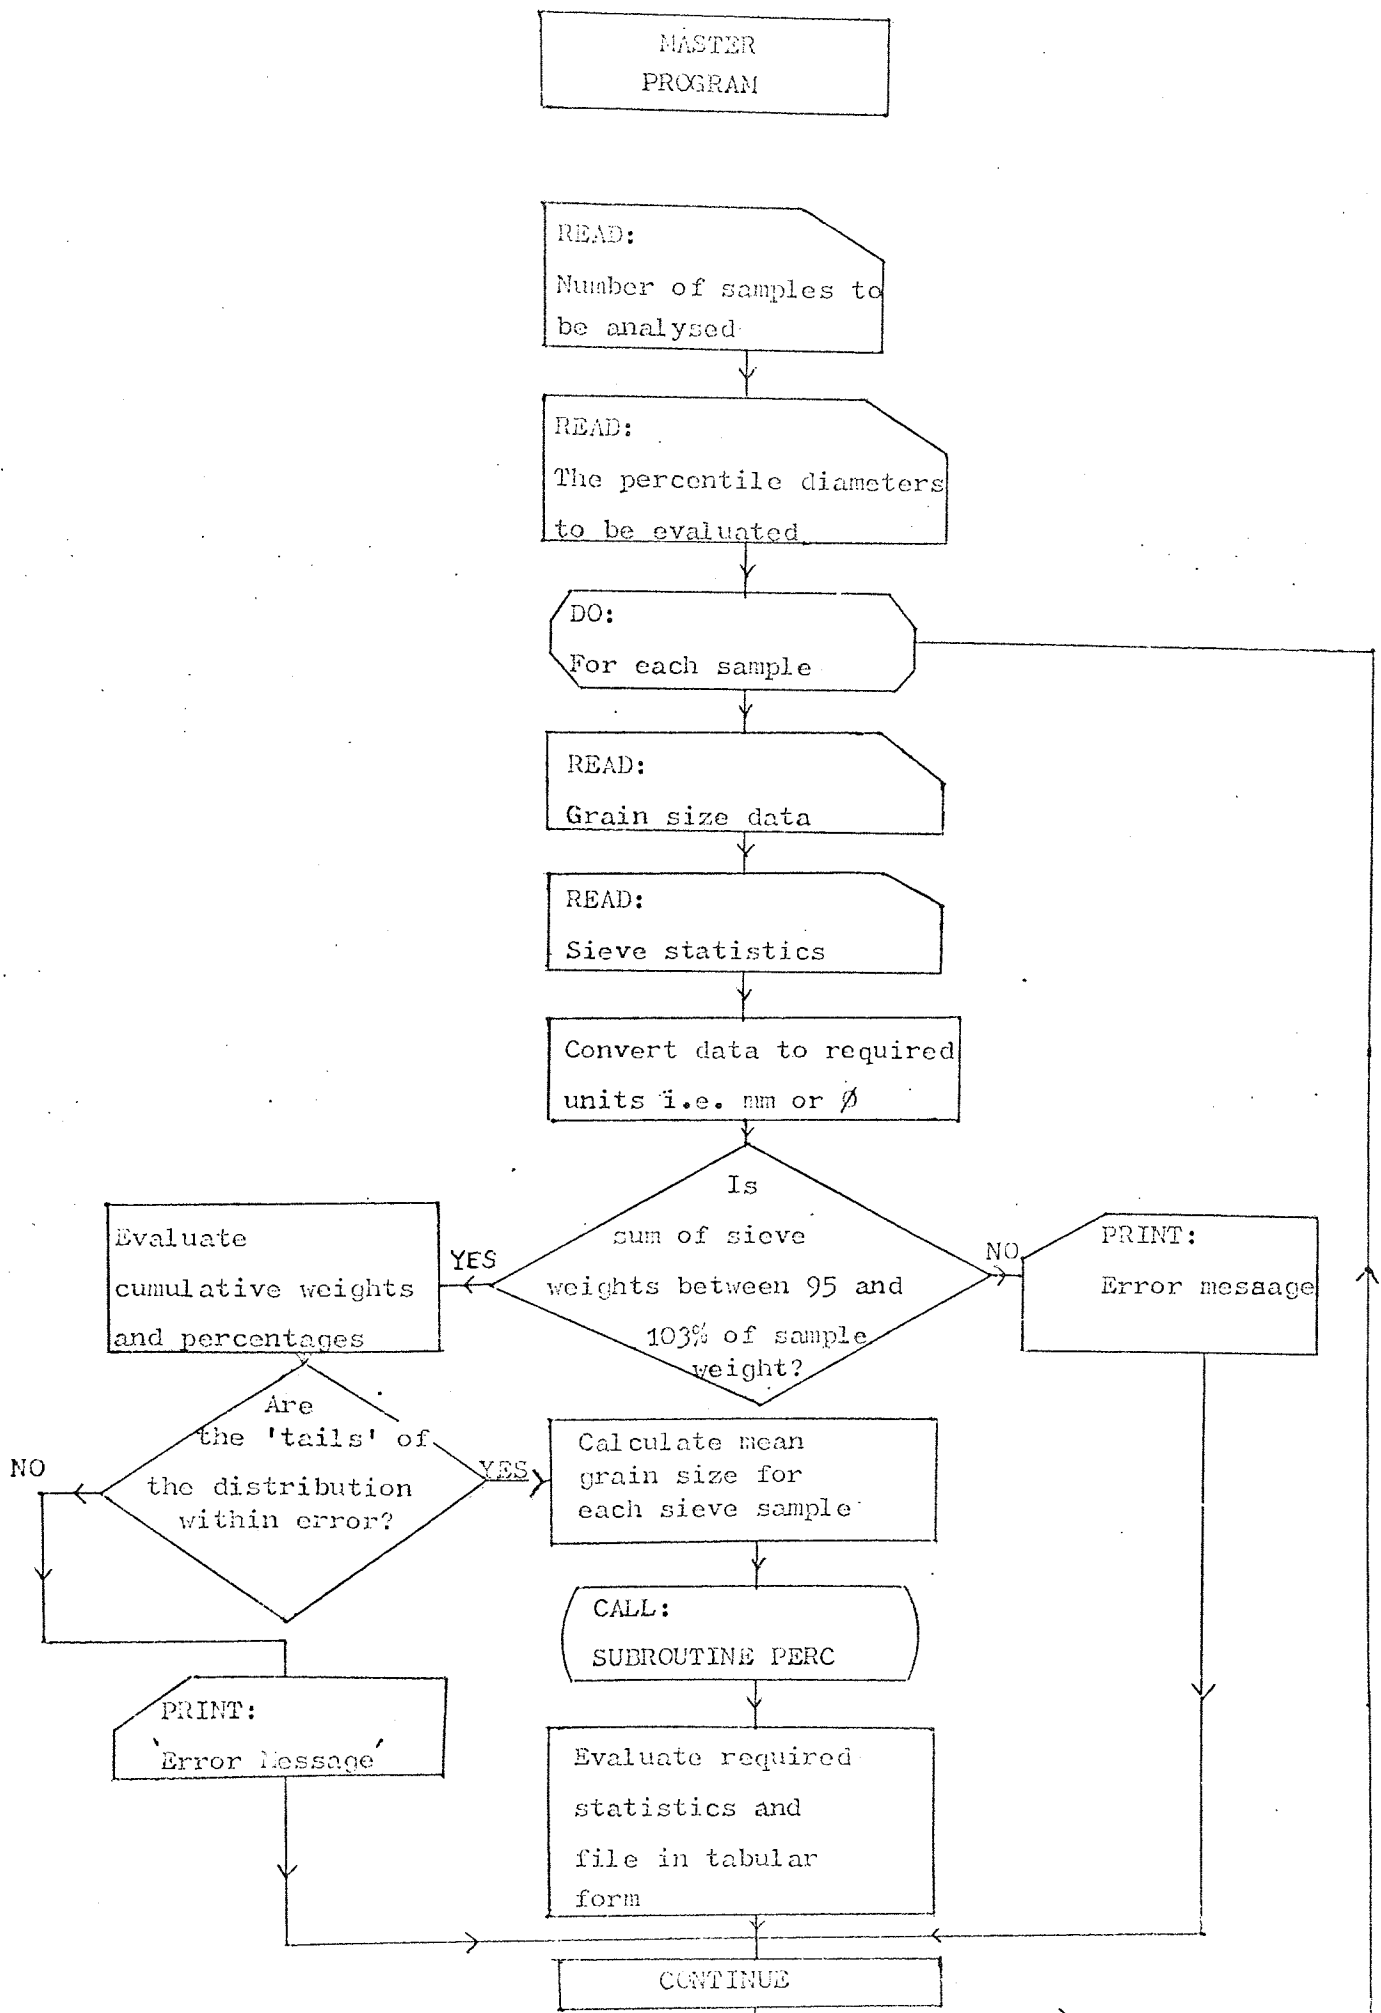 MASTER
PROGRAM
READ:
Number of samples to
be analysed
READ:
The percentile diameters
to be evaluated
DO:
For each sample
READ:
Grain size data
READ:
Sieve statistics
Convert data to required
units i.e. mm or Ø
Is
sum of sieve
weights between 95 and
103% of sample
weight?
YES
NO
Evaluate
cumulative weights
and percentages
PRINT:
Error mesaage
Are
the 'tails' of
the distribution
within error?
NO
YES
Calculate mean
grain size for
each sieve sample
CALL:
SUBROUTINE PERC
PRINT:
'Error Message'
Evaluate required
statistics and
file in tabular
form
CONTINUE